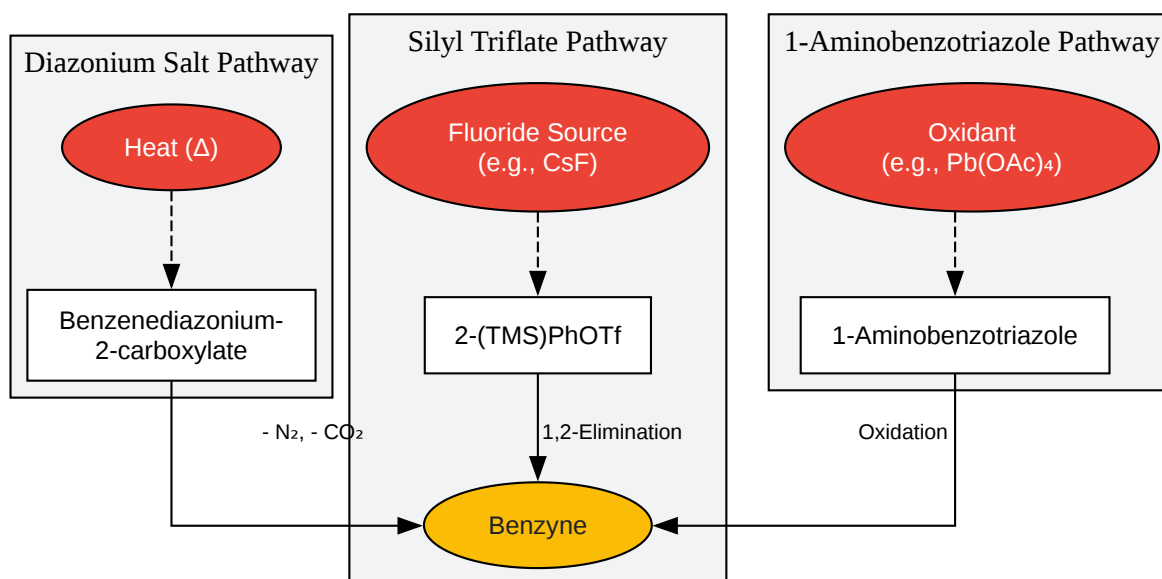 Diazonium Salt Pathway
Heat (Δ)
Benzenediazonium-
2-carboxylate
- N₂, - CO₂
Silyl Triflate Pathway
Fluoride Source
(e.g., CsF)
2-(TMS)PhOTf
1,2-Elimination
1-Aminobenzotriazole Pathway
Oxidant
(e.g., Pb(OAc)₄)
1-Aminobenzotriazole
Oxidation
Benzyne